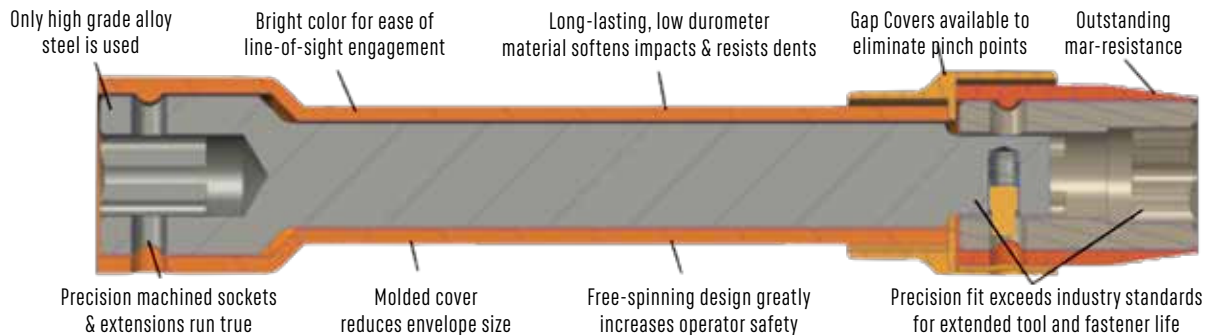 Only high grade alloy
steel is used
Bright color for ease of
line-of-sight engagement
Long-lasting, low durometer
material softens impacts & resists dents
Gap Covers available to
eliminate pinch points
Outstanding
mar-resistance
Precision machined sockets
& extensions run true
Molded cover
reduces envelope size
Free-spinning design greatly
increases operator safety
Precision fit exceeds industry standards
for extended tool and fastener life